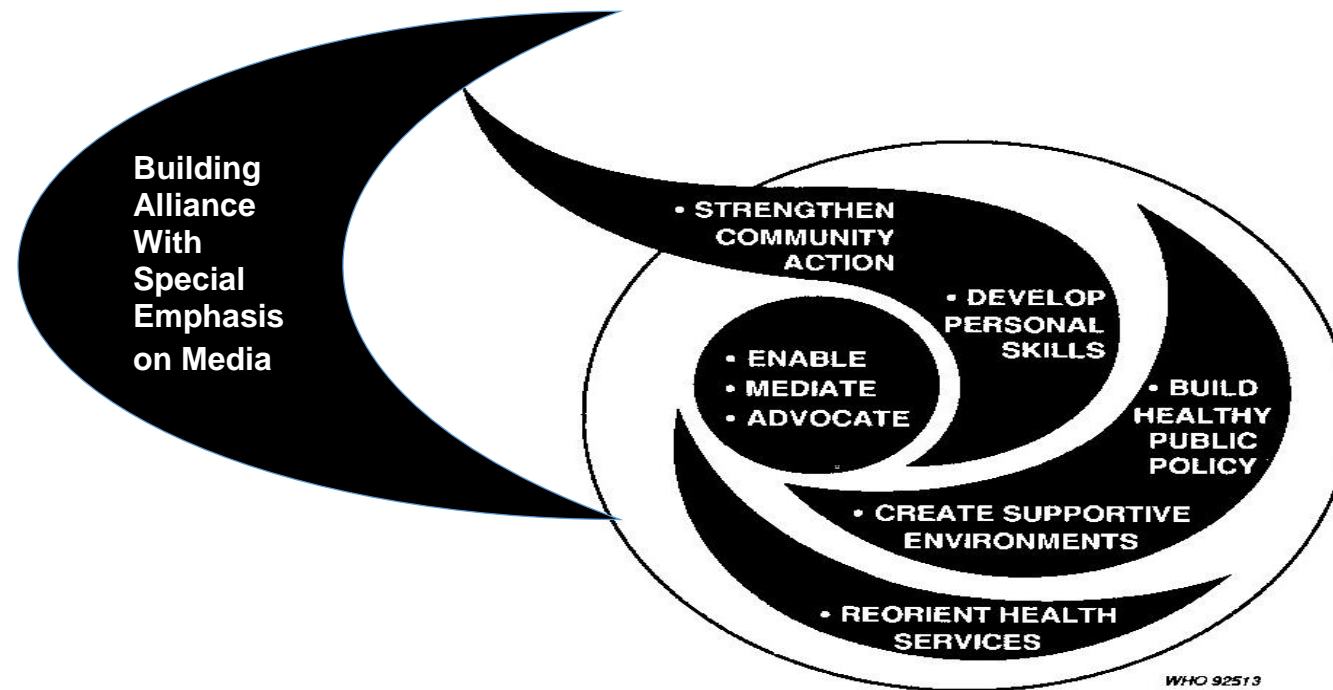 Building
Alliance
With
Special
Emphasis
on Media
• STRENGTHEN
COMMUNITY
ACTION
• DEVELOP
PERSONAL
SKILLS
• ENABLE
• MEDIATE
• ADVOCATE
• BUILD
HEALTHY
PUBLIC
POLICY
• CREATE SUPPORTIVE
ENVIRONMENTS
• REORIENT HEALTH
SERVICES
WHO 92513